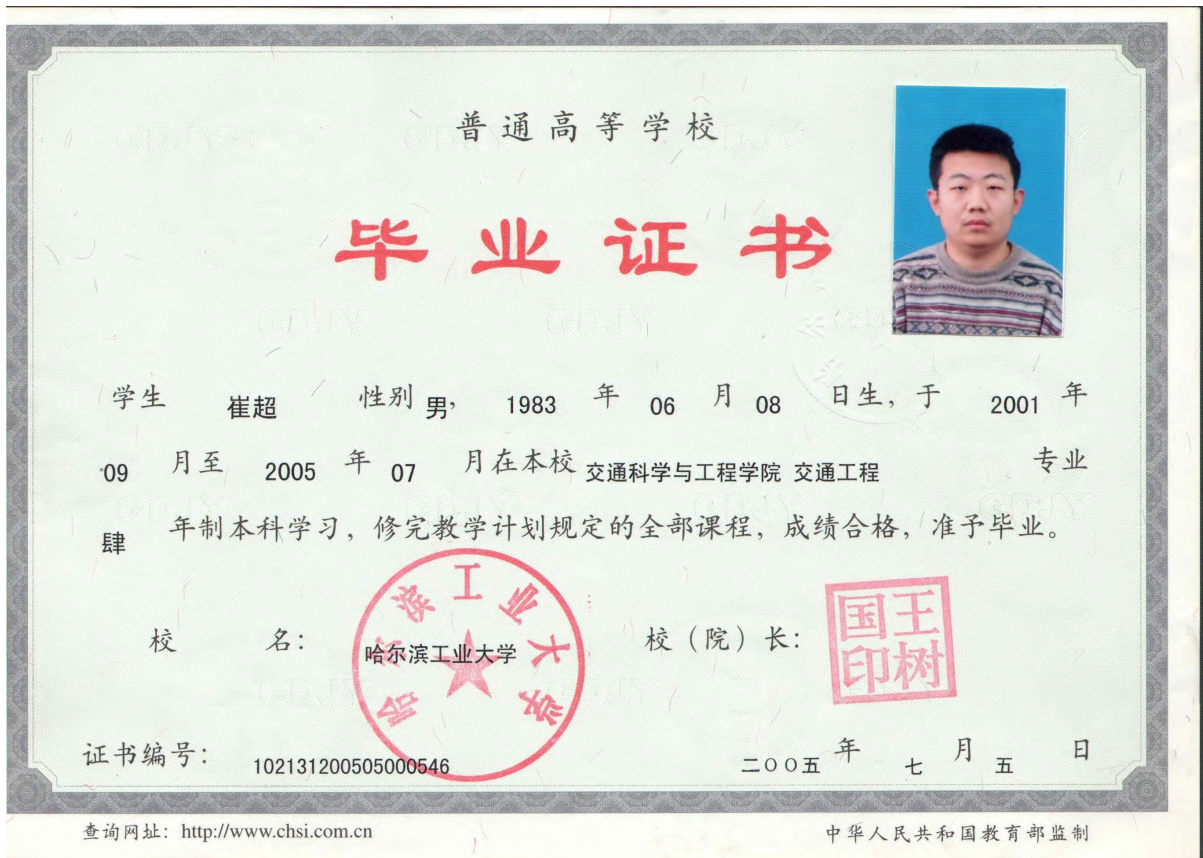 普通高等学校
毕业证书
学生 崔超 性别 男, 1983 年 06 月 08 日生, 于 2001 年
09 月至 2005 年 07 月在本校 交通科学与工程学院 交通工程 专业
肆 年制本科学习, 修完教学计划规定的全部课程, 成绩合格, 准予毕业。
哈尔滨工业大学
校 名: 哈尔滨工业大学 校（院）长: 王树国印
证书编号: 102131200505000546 二〇〇五 年 七 月 五 日
查询网址: http://www.chsi.com.cn 中华人民共和国教育部监制